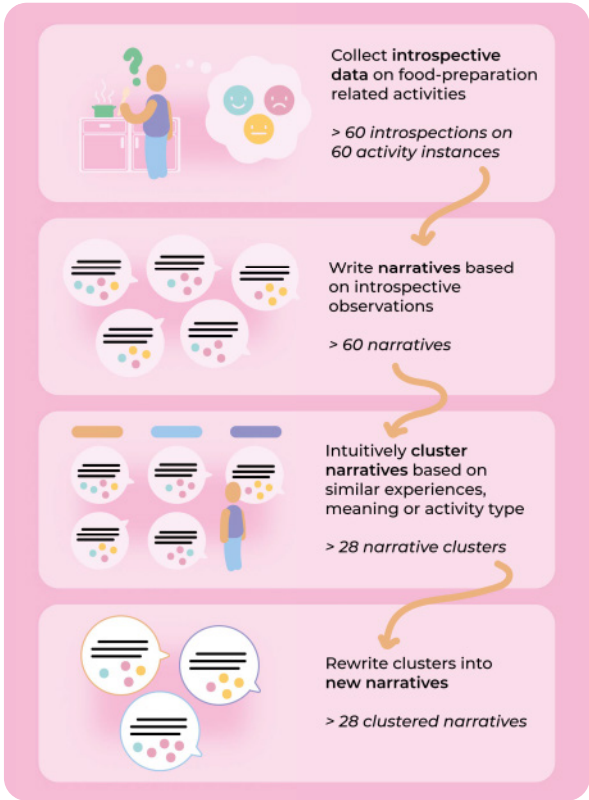 Collect introspective
data on food-preparation
related activities
> 60 introspections on
60 activity instances
Write narratives based
on introspective
observations
> 60 narratives
Intuitively cluster
narratives based on
similar experiences,
meaning or activity type
> 28 narrative clusters
Rewrite clusters into
new narratives
> 28 clustered narratives